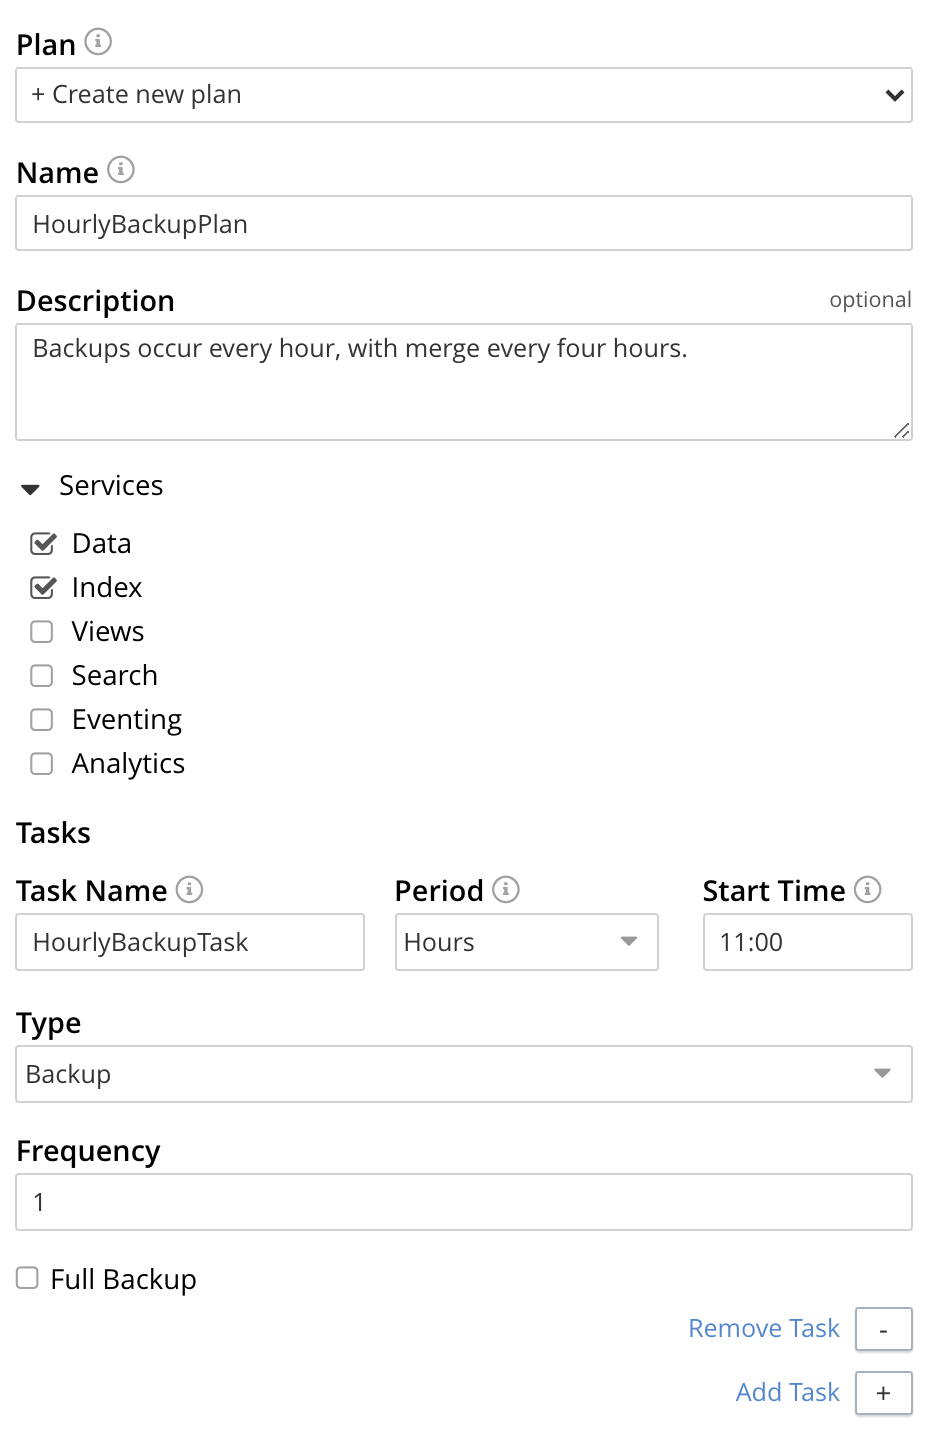 Plan
+ Create new plan
Name
HourlyBackupPlan
Description optional
Backups occur every hour, with merge every four hours.
Services
Data
Index
Views
Search
Eventing
Analytics
Tasks
Task Name Period Start Time
HourlyBackupTask Hours 11:00
Type
Backup
Frequency
1
Full Backup
Remove Task -
Add Task +